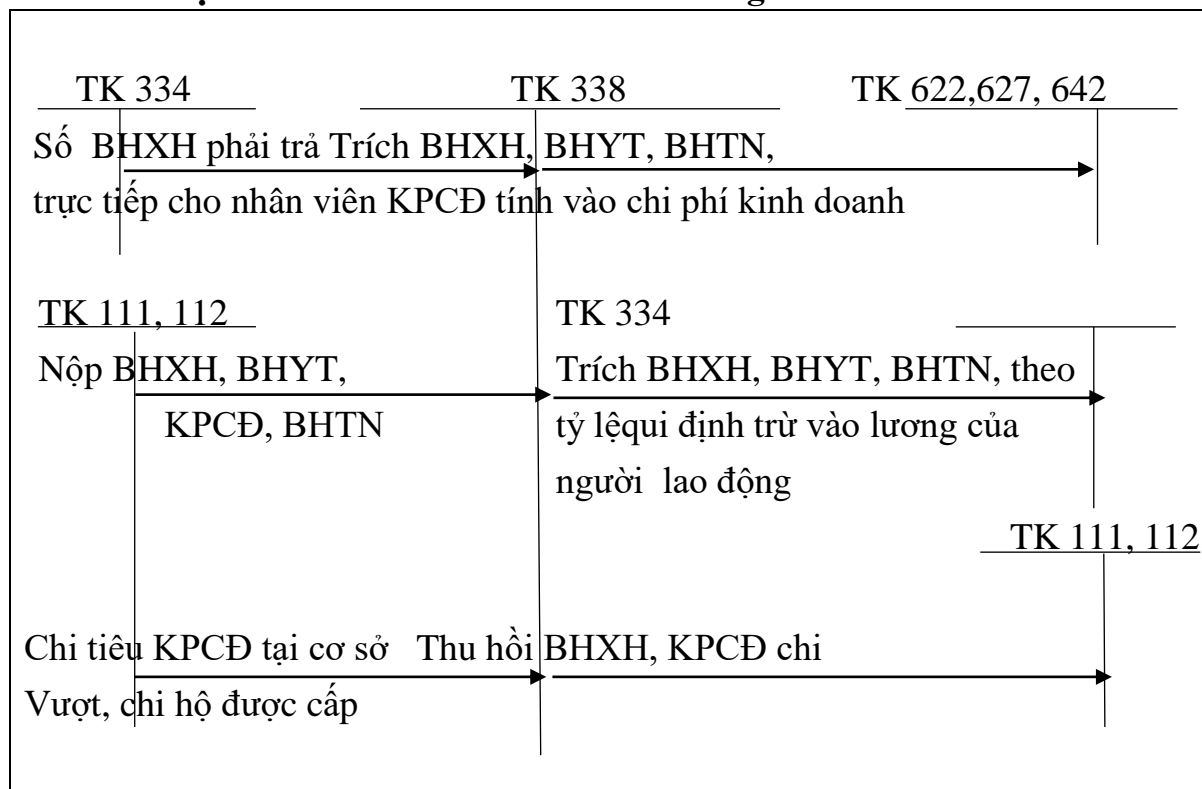 TK 334 TK 338 TK 622,627, 642
Số BHXH phải trả Trích BHXH, BHYT, BHTN,
trực tiếp cho nhân viên KPCĐ tính vào chi phí kinh doanh
TK 111, 112 TK 334
Nộp BHXH, BHYT, Trích BHXH, BHYT, BHTN, theo
KPCĐ, BHTN tỷ lệqui định trừ vào lương của
người lao động
TK 111, 112
Chi tiêu KPCĐ tại cơ sở Thu hồi BHXH, KPCĐ chi
Vượt, chi hộ được cấp